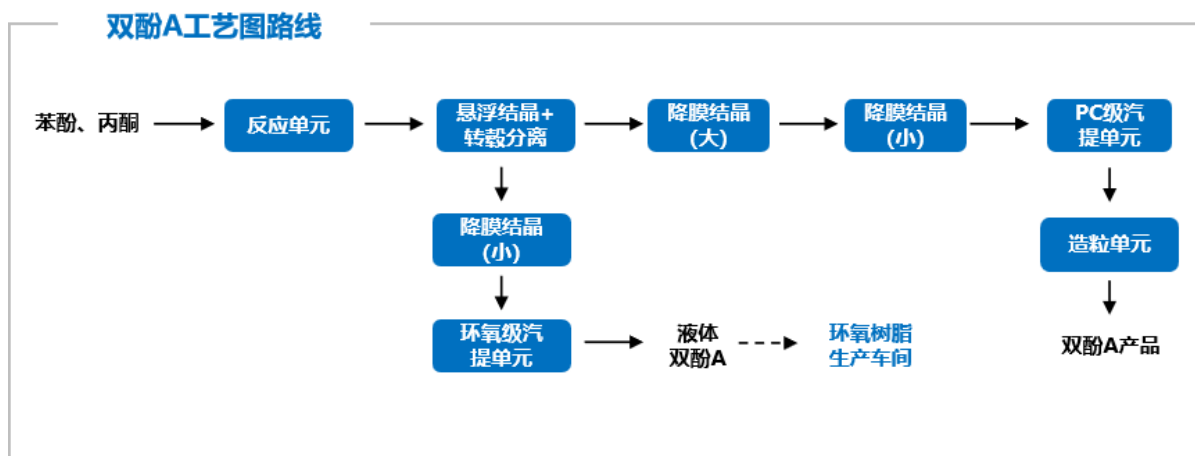 双酚A工艺图路线
苯酚、丙酮
反应单元
悬浮结晶+
转毂分离
降膜结晶
(大)
降膜结晶
(小)
PC级汽
提单元
降膜结晶
(小)
造粒单元
环氧级汽
提单元
液体
双酚A
环氧树脂
生产车间
双酚A产品